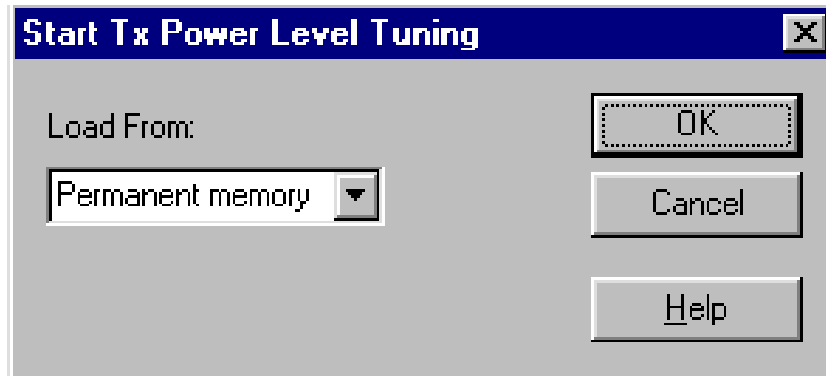 Start Tx Power Level Tuning
Load From:
OK
Permanent memory
Cancel
Help